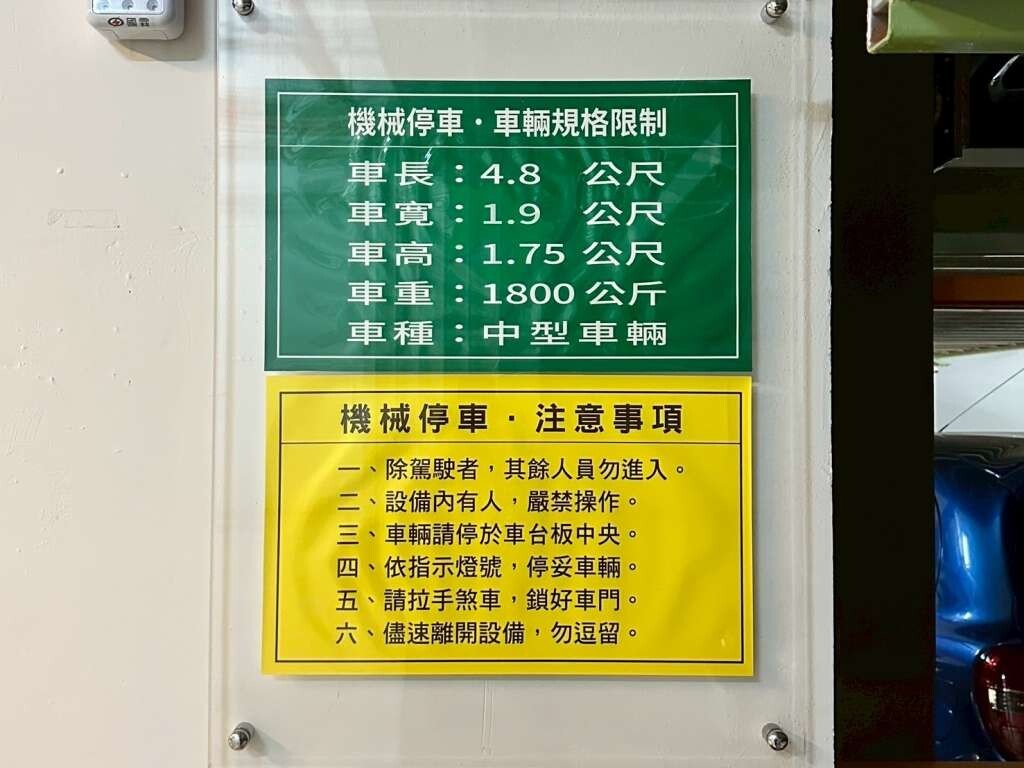 國霖
機械停車·車輛規格限制
車長：4.8 公尺
車寬：1.9 公尺
車高：1.75 公尺
車重：1800 公斤
車種：中型車輛
機械停車·注意事項
一、除駕駛者，其餘人員勿進入。
二、設備內有人，嚴禁操作。
三、車輛請停於車台板中央。
四、依指示燈號，停妥車輛。
五、請拉手煞車，鎖好車門。
六、儘速離開設備，勿逗留。